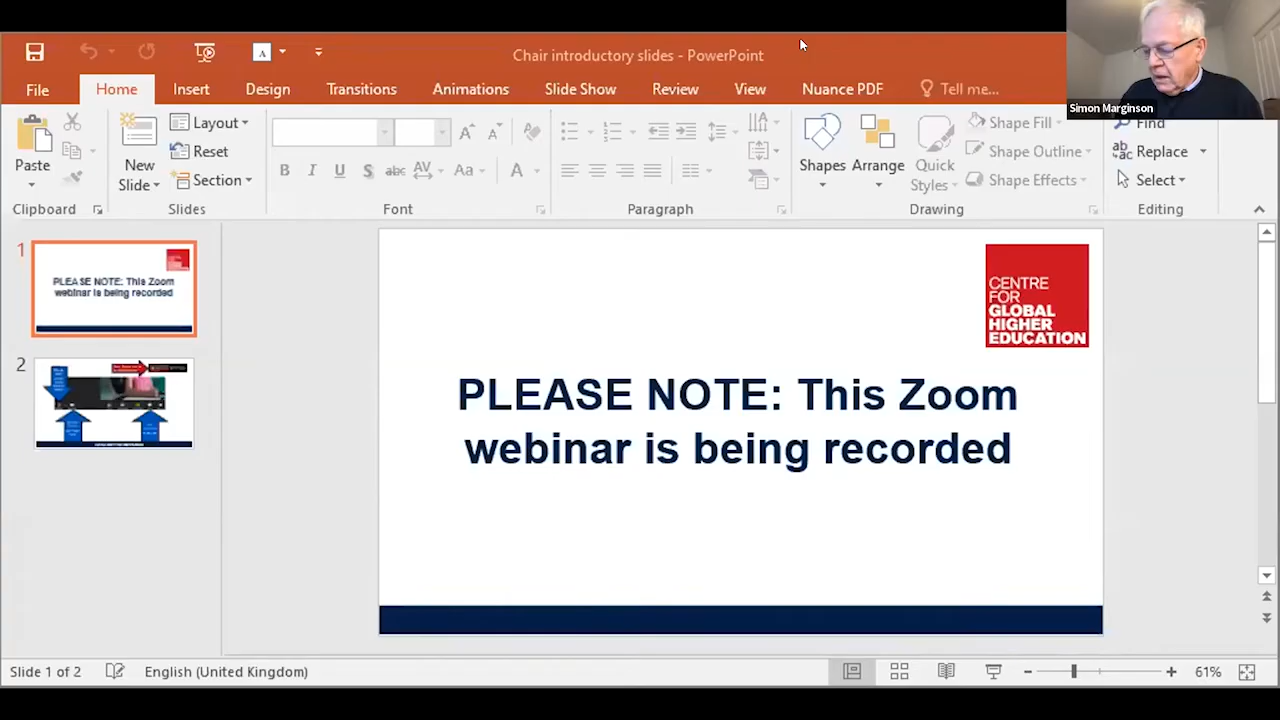 Chair introductory slides - PowerPoint
Simon Marginson
File Home Insert Design Transitions Animations Slide Show Review View Nuance PDF Tell me...
Paste
Clipboard
New
Slide
Layout
Reset
Section
Slides
B I U S abc AV Aa A
Font
Paragraph
Shapes
Arrange
Quick
Styles
Shape Fill
Shape Outline
Shape Effects
Drawing
Find
Replace
Select
Editing
1
PLEASE NOTE: This Zoom
webinar is being recorded
2
CENTRE
FOR
GLOBAL
HIGHER
EDUCATION
PLEASE NOTE: This Zoom
webinar is being recorded
Slide 1 of 2
English (United Kingdom)
61%